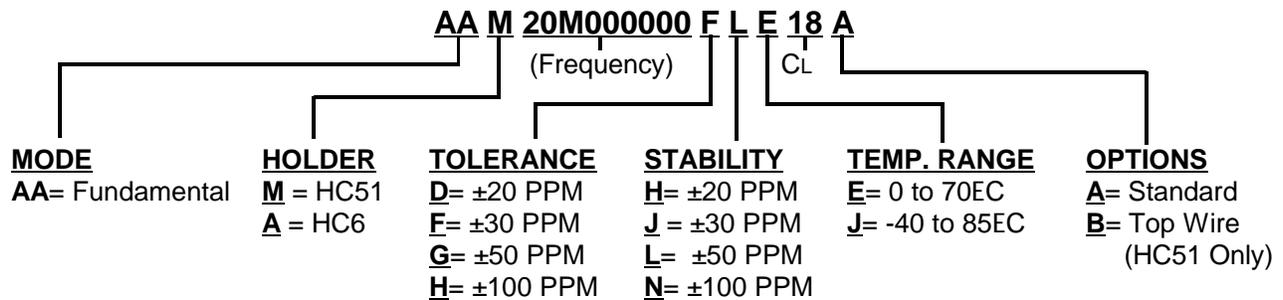 AA M 20M000000 F L E 18 A
(Frequency) CL
MODE HOLDER TOLERANCE STABILITY TEMP. RANGE OPTIONS
AA= Fundamental M = HC51 D= ±20 PPM H= ±20 PPM E= 0 to 70EC A= Standard
A = HC6 F= ±30 PPM J = ±30 PPM J= -40 to 85EC B= Top Wire
G= ±50 PPM L= ±50 PPM (HC51 Only)
H= ±100 PPM N= ±100 PPM